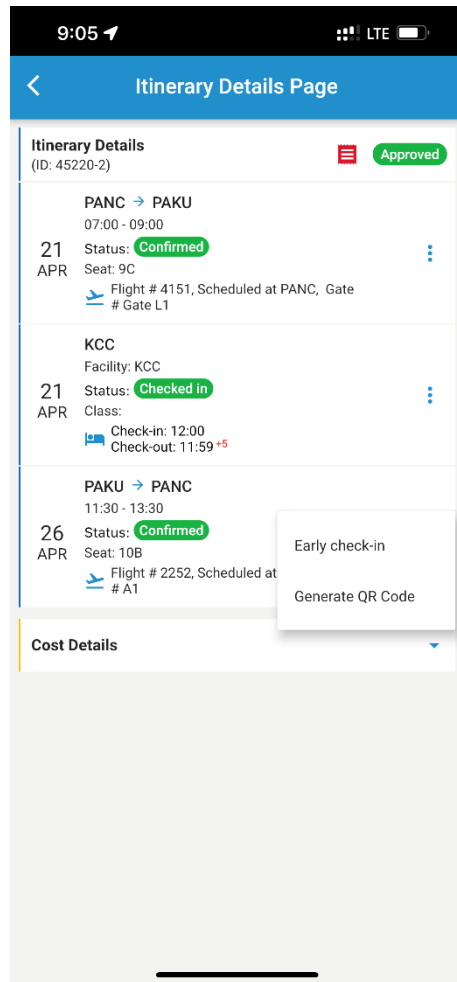 9:05
LTE
Itinerary Details Page
Itinerary Details
(ID: 45220-2)
Approved
PANC → PAKU
07:00 - 09:00
21
APR
Status: Confirmed
Seat: 9C
Flight # 4151, Scheduled at PANC, Gate
# Gate L1
KCC
Facility: KCC
21
APR
Status: Checked in
Class:
Check-in: 12:00
Check-out: 11:59 +5
PAKU → PANC
11:30 - 13:30
26
APR
Status: Confirmed
Seat: 10B
Flight # 2252, Scheduled at
# A1
Early check-in
Generate QR Code
Cost Details